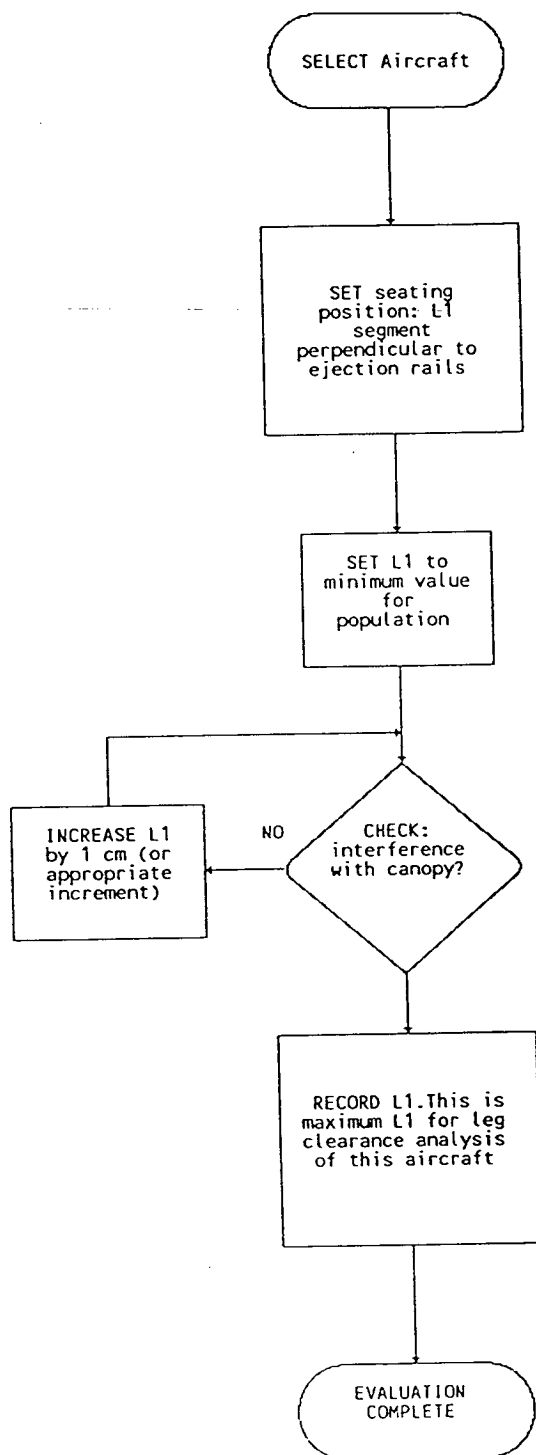 SELECT Aircraft
SET seating
position: L1
segment
perpendicular to
ejection rails
SET L1 to
minimum value
for
population
INCREASE L1
by 1 cm (or
appropriate
increment)
NO
CHECK:
interference
with canopy?
RECORD L1.This is
maximum L1 for leg
clearance analysis
of this aircraft
EVALUATION
COMPLETE